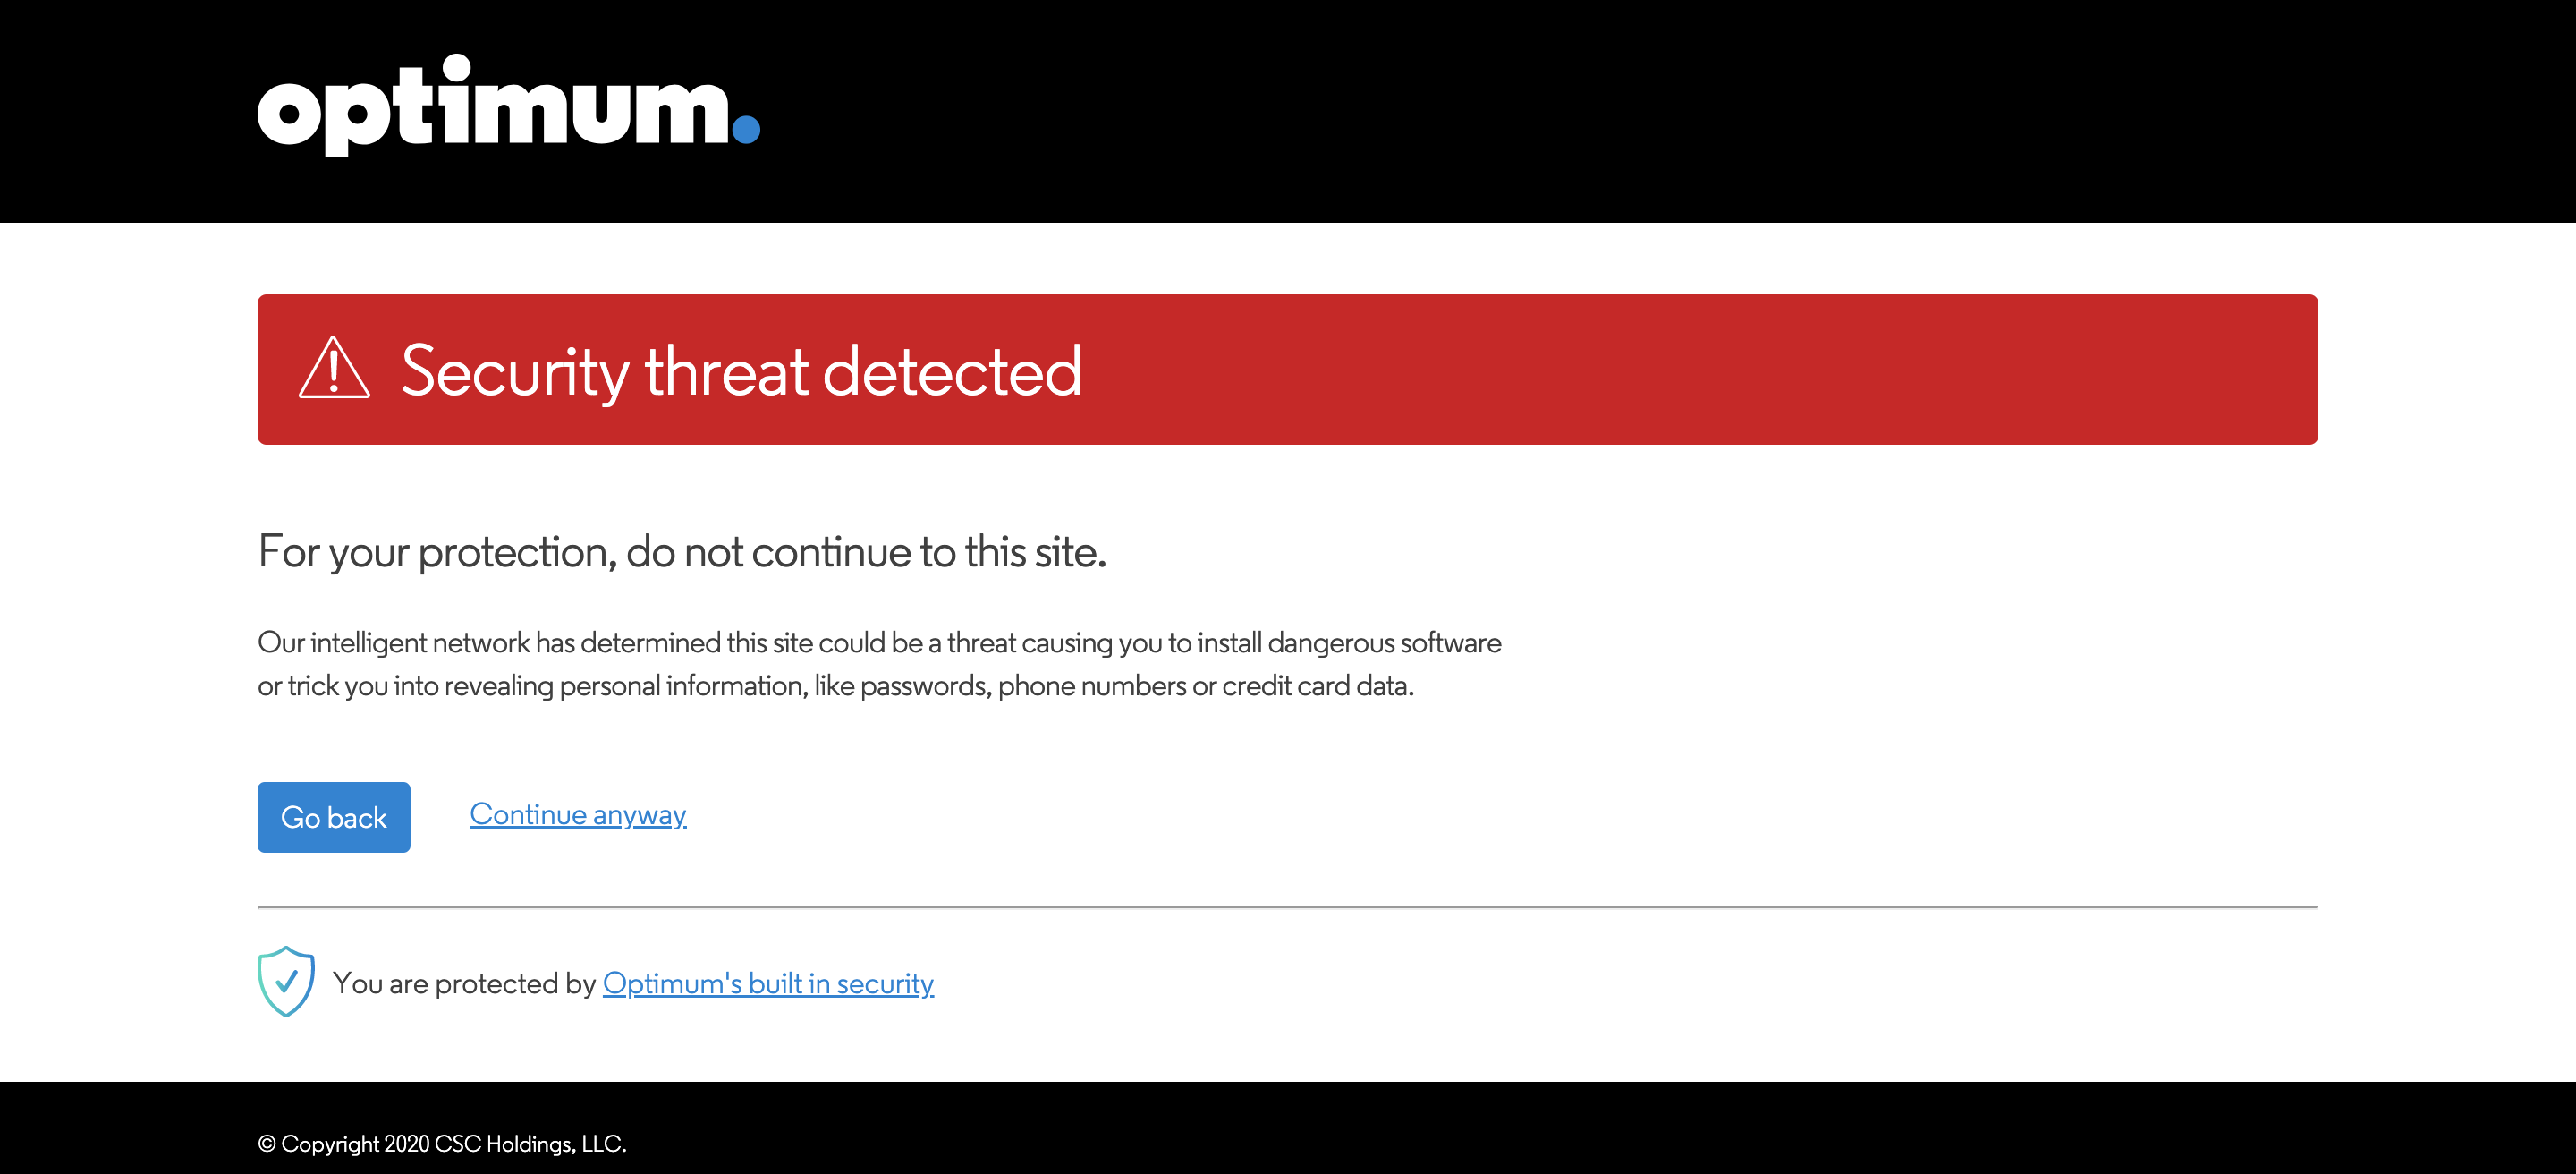 optimum.
Security threat detected
For your protection, do not continue to this site.
Our intelligent network has determined this site could be a threat causing you to install dangerous software
or trick you into revealing personal information, like passwords, phone numbers or credit card data.
Go back
Continue anyway
You are protected by Optimum's built in security
© Copyright 2020 CSC Holdings, LLC.